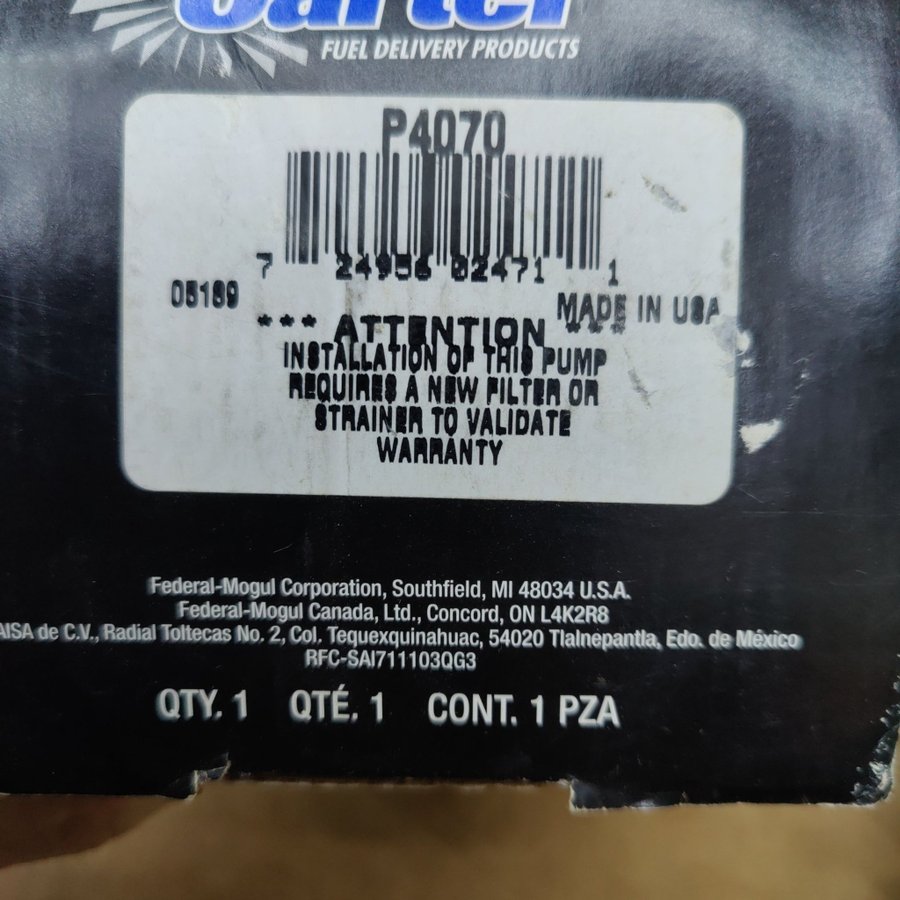 Carter
FUEL DELIVERY PRODUCTS
P4070
7 24956 02471 1
05189
MADE IN USA
*** ATTENTION ***
INSTALLATION OF THIS PUMP
REQUIRES A NEW FILTER OR
STRAINER TO VALIDATE
WARRANTY
Federal-Mogul Corporation, Southfield, MI 48034 U.S.A.
Federal-Mogul Canada, Ltd., Concord, ON L4K2R8
de C.V., Radial Toltecas No. 2, Col. Tequexquinahuac, 54020 Tlalnepantla, Edo. de México
RFC-SAI711103QG3
QTY. 1 QTÉ. 1 CONT. 1 PZA